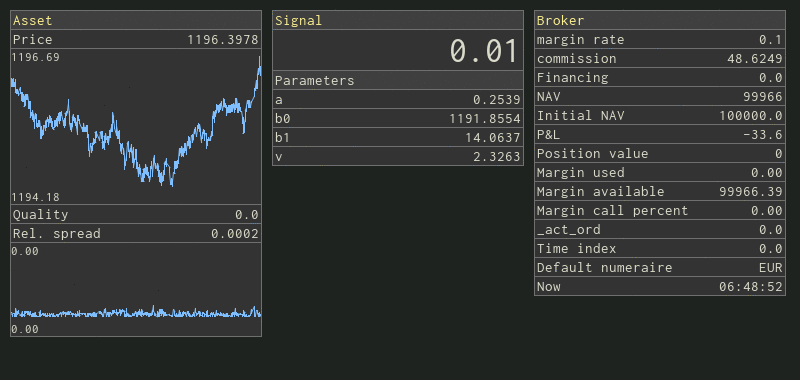 Asset
Price 1196.3978
1196.69
1194.18
Quality 0.0
Rel. spread 0.0002
0.00
0.00
Signal
0.01
Parameters
a 0.2539
b0 1191.8554
b1 14.0637
v 2.3263
Broker
margin rate 0.1
commission 48.6249
Financing 0.0
NAV 99966
Initial NAV 100000.0
P&L -33.6
Position value 0
Margin used 0.00
Margin available 99966.39
Margin call percent 0.00
_act_ord 0.0
Time index 0.0
Default numeraire EUR
Now 06:48:52